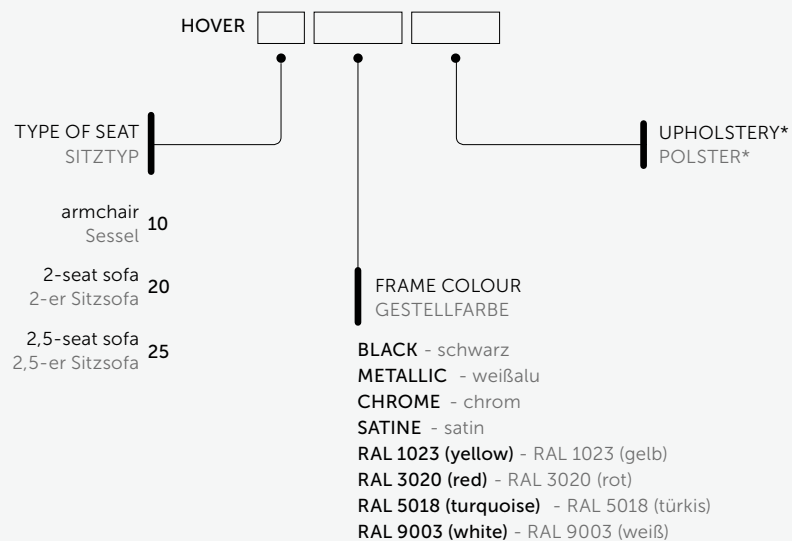 HOVER
TYPE OF SEAT
SITZTYP
armchair 10
Sessel
2-seat sofa 20
2-er Sitzsofa
2,5-seat sofa 25
2,5-er Sitzsofa
FRAME COLOUR
GESTELLFARBE
BLACK - schwarz
METALLIC - weißalu
CHROME - chrom
SATINE - satin
RAL 1023 (yellow) - RAL 1023 (gelb)
RAL 3020 (red) - RAL 3020 (rot)
RAL 5018 (turquoise) - RAL 5018 (türkis)
RAL 9003 (white) - RAL 9003 (weiß)
UPHOLSTERY*
POLSTER*